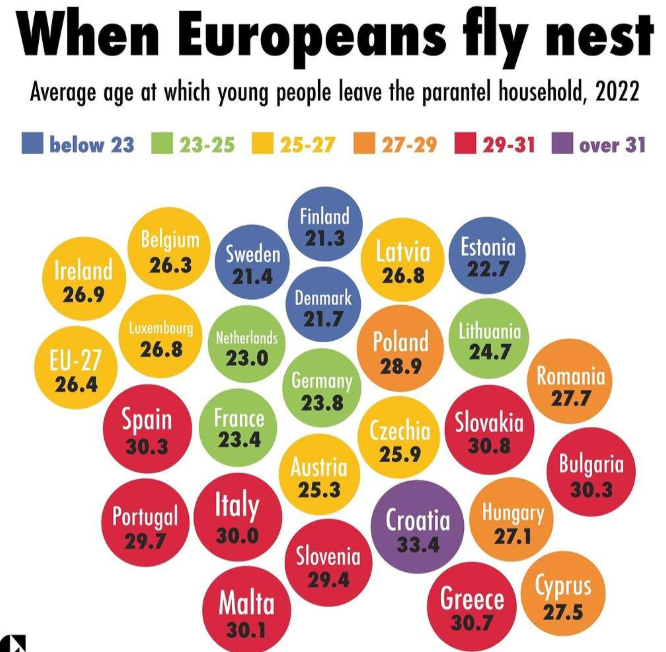 When Europeans fly nest
Average age at which young people leave the parantel household, 2022
below 23 23-25 25-27 27-29 29-31 over 31
Finland
21.3
Belgium
26.3
Sweden
21.4
Latvia
26.8
Estonia
22.7
Ireland
26.9
Denmark
21.7
Luxembourg
26.8
Netherlands
23.0
Poland
28.9
Lithuania
24.7
EU-27
26.4
Germany
23.8
Romania
27.7
Spain
30.3
France
23.4
Czechia
25.9
Slovakia
30.8
Austria
25.3
Bulgaria
30.3
Portugal
29.7
Italy
30.0
Croatia
33.4
Hungary
27.1
Slovenia
29.4
Malta
30.1
Greece
30.7
Cyprus
27.5